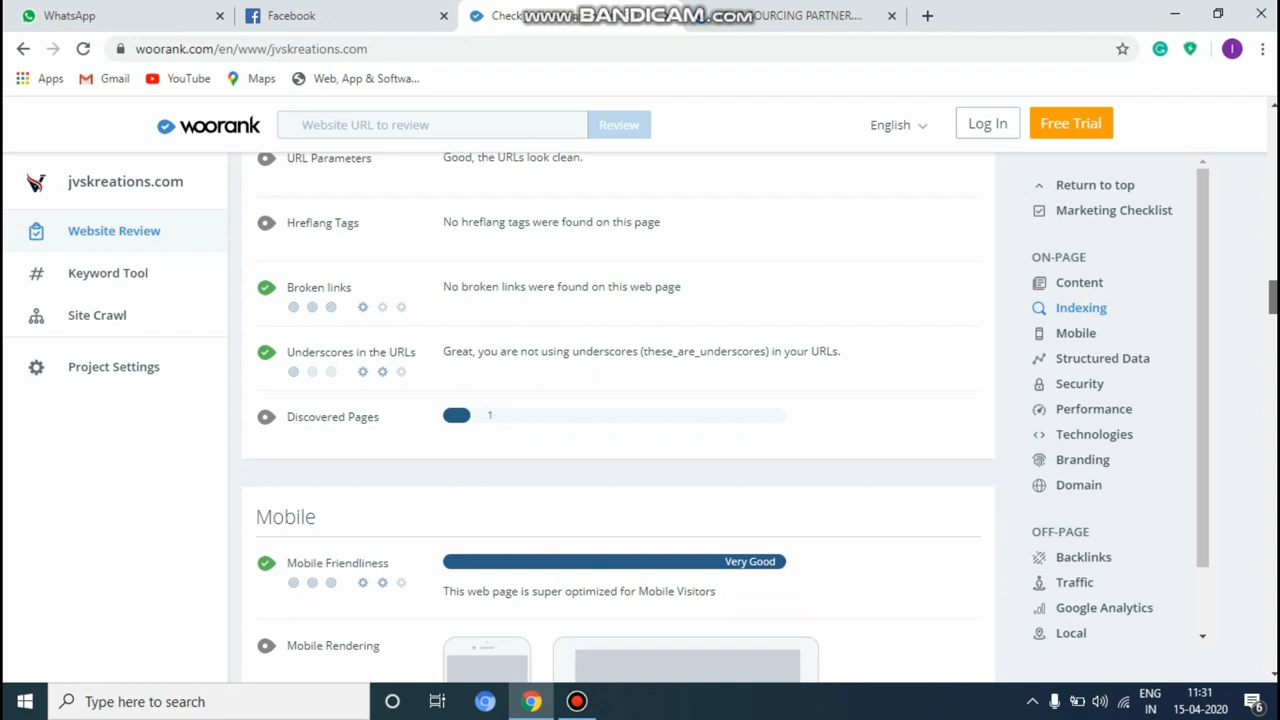 WhatsApp
Facebook
Check
www.BANDICAM.com
OURCING PARTNER....
woorank.com/en/www/jvskreations.com
Apps
Gmail
YouTube
Maps
Web, App & Softwa...
woorank
Website URL to review
Review
English
Log In
Free Trial
jvskreations.com
Website Review
Keyword Tool
Site Crawl
Project Settings
URL Parameters
Good, the URLs look clean.
Hreflang Tags
No hreflang tags were found on this page
Broken links
No broken links were found on this web page
Underscores in the URLs
Great, you are not using underscores (these_are_underscores) in your URLs.
Discovered Pages
1
Mobile
Mobile Friendliness
Very Good
This web page is super optimized for Mobile Visitors
Mobile Rendering
Return to top
Marketing Checklist
ON-PAGE
Content
Indexing
Mobile
Structured Data
Security
Performance
Technologies
Branding
Domain
OFF-PAGE
Backlinks
Traffic
Google Analytics
Local
Type here to search
ENG
IN
11:31
15-04-2020
6